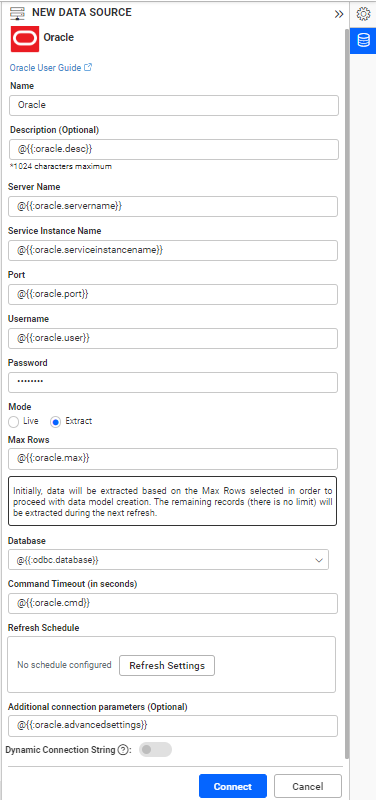 NEW DATA SOURCE
Oracle
Oracle User Guide
Name
Oracle
Description (Optional)
@{{:oracle.desc}}
*1024 characters maximum
Server Name
@{{:oracle.servername}}
Service Instance Name
@{{:oracle.serviceinstancename}}
Port
@{{:oracle.port}}
Username
@{{:oracle.user}}
Password
••••••••
Mode
Live Extract
Max Rows
@{{:oracle.max}}
Initially, data will be extracted based on the Max Rows selected in order to
proceed with data model creation. The remaining records (there is no limit) will
be extracted during the next refresh.
Database
@{{:odbc.database}}
Command Timeout (in seconds)
@{{:oracle.cmd}}
Refresh Schedule
No schedule configured Refresh Settings
Additional connection parameters (Optional)
@{{:oracle.advancedsettings}}
Dynamic Connection String ?:
Connect Cancel